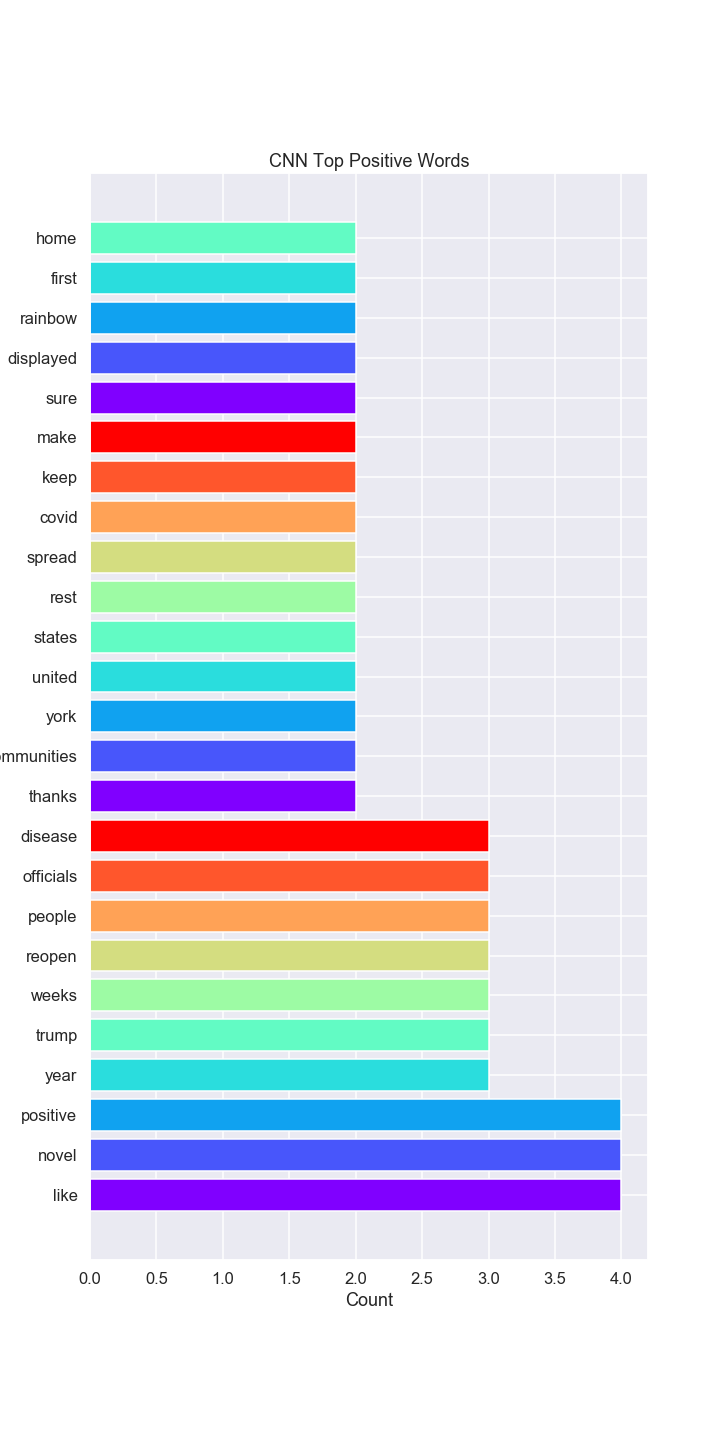 CNN Top Positive Words
home
first
rainbow
displayed
sure
make
keep
covid
spread
rest
states
united
york
mmunities
thanks
disease
officials
people
reopen
weeks
trump
year
positive
novel
like
0.0 0.5 1.0 1.5 2.0 2.5 3.0 3.5 4.0
Count